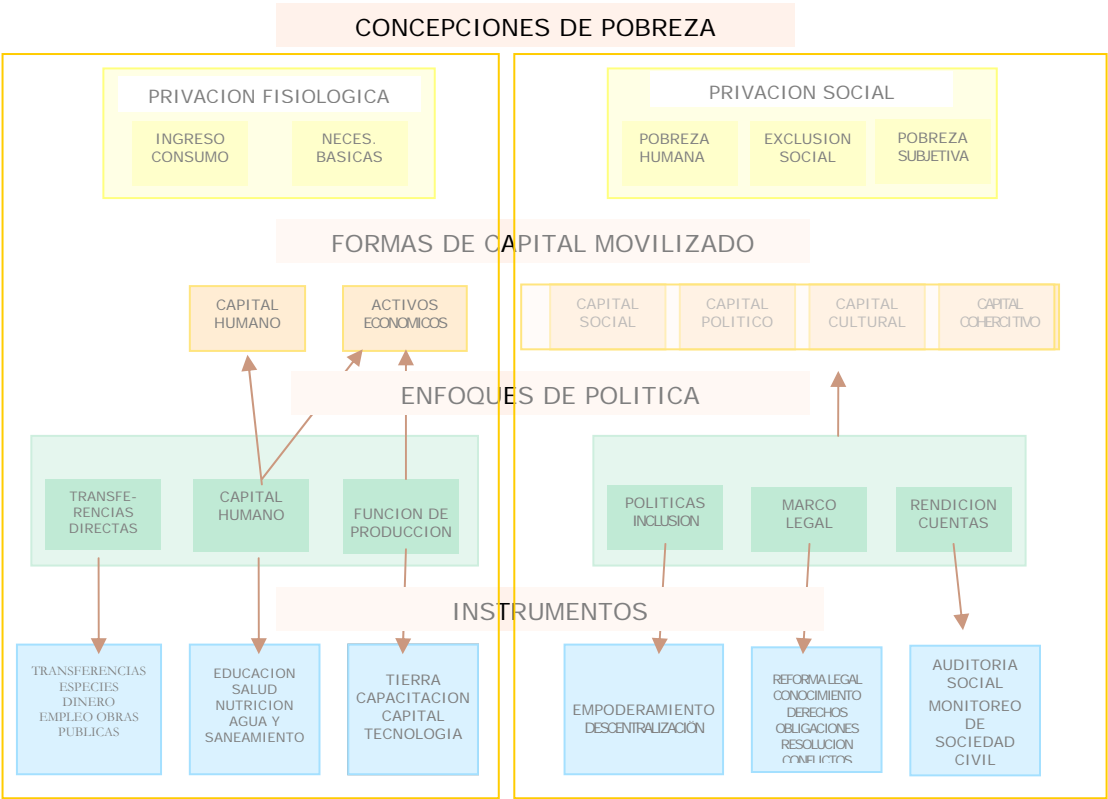 CONCEPCIONES DE POBREZA
PRIVACION FISIOLOGICA
INGRESO
CONSUMO
NECES.
BASICAS
PRIVACION SOCIAL
POBREZA
HUMANA
EXCLUSION
SOCIAL
POBREZA
SUBJETIVA
FORMAS DE CAPITAL MOVILIZADO
CAPITAL
HUMANO
ACTIVOS
ECONOMICOS
CAPITAL
SOCIAL
CAPITAL
POLITICO
CAPITAL
CULTURAL
CAPITAL
COHERCITIVO
ENFOQUES DE POLITICA
TRANSFE-
RENCIAS
DIRECTAS
CAPITAL
HUMANO
FUNCION DE
PRODUCCION
POLITICAS
INCLUSION
MARCO
LEGAL
RENDICION
CUENTAS
INSTRUMENTOS
TRANSFERENCIAS
ESPECIES
DINERO
EMPLEO OBRAS
PUBLICAS
EDUCACION
SALUD
NUTRICION
AGUA Y
SANEAMIENTO
TIERRA
CAPACITACION
CAPITAL
TECNOLOGIA
EMPODERAMIENTO
DESCENTRALIZACIÓN
REFORMA LEGAL
CONOCIMIENTO
DERECHOS
OBLIGACIONES
RESOLUCION
CONFLICTOS
AUDITORIA
SOCIAL
MONITOREO
DE
SOCIEDAD
CIVIL